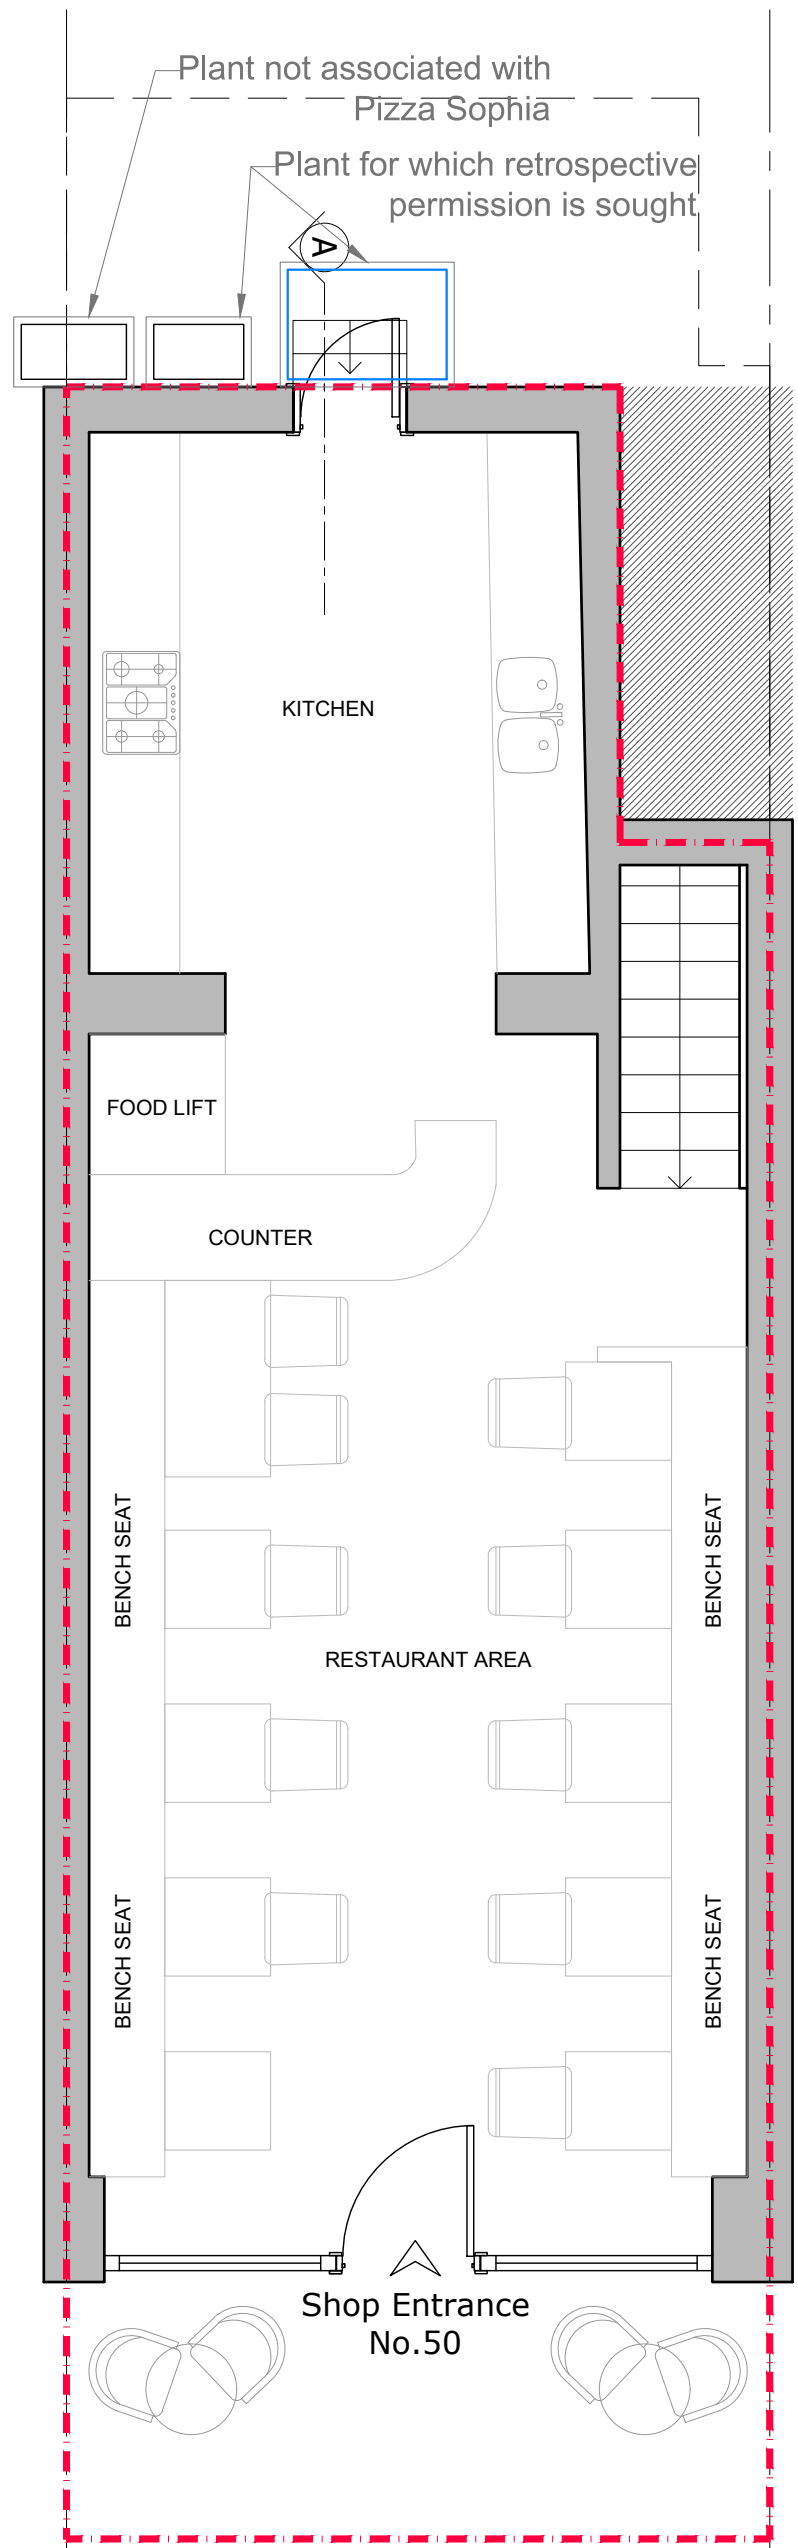 Plant not associated with
Pizza Sophia
Plant for which retrospective
permission is sought
A
KITCHEN
FOOD LIFT
COUNTER
BENCH SEAT
BENCH SEAT
RESTAURANT AREA
BENCH SEAT
BENCH SEAT
Shop Entrance
No.50